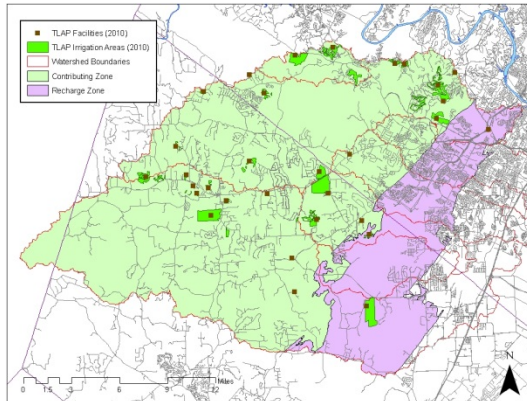 TLAP Facilities (2010)
TLAP Irrigation Areas (2010)
Watershed Boundaries
Contributing Zone
Recharge Zone
N
0 1.5 3 6 9 12
Miles